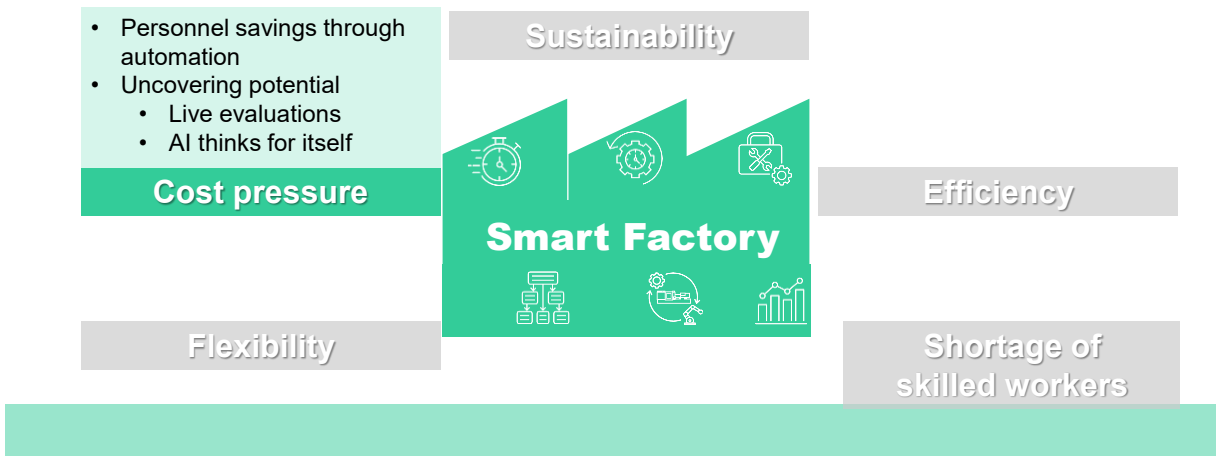 • Personnel savings through
automation
• Uncovering potential
• Live evaluations
• AI thinks for itself
Cost pressure
Sustainability
Smart Factory
Efficiency
Flexibility
Shortage of
skilled workers